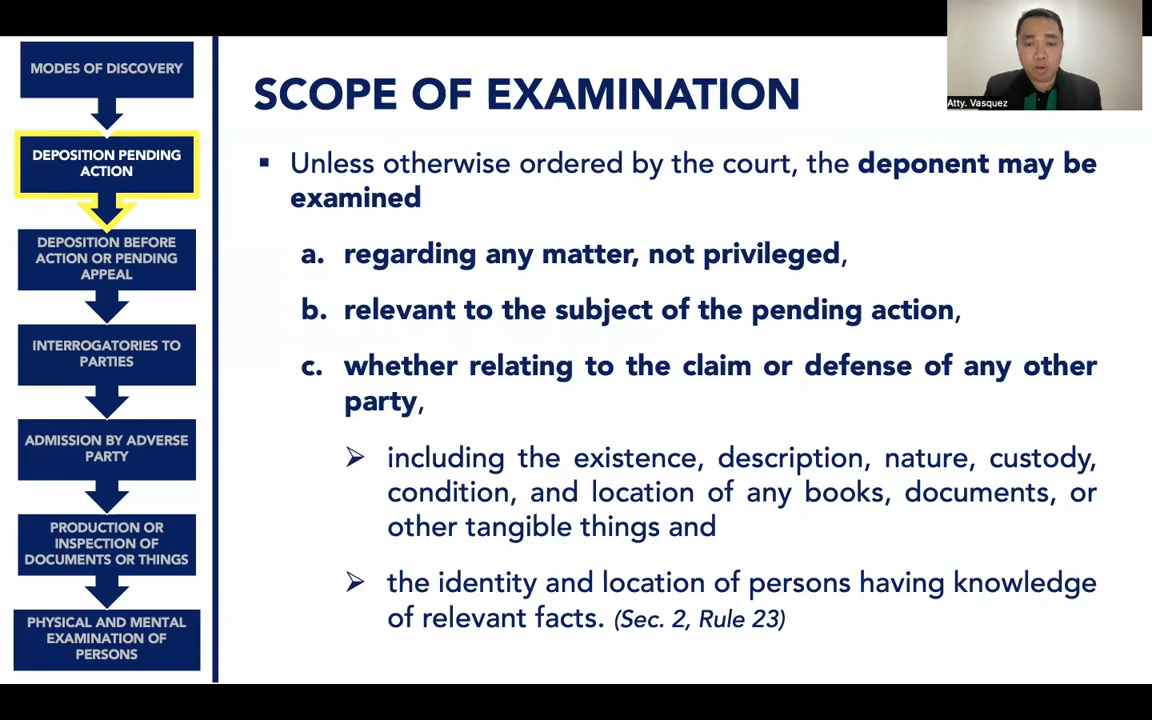 MODES OF DISCOVERY
DEPOSITION PENDING
ACTION
DEPOSITION BEFORE
ACTION OR PENDING
APPEAL
INTERROGATORIES TO
PARTIES
ADMISSION BY ADVERSE
PARTY
PRODUCTION OR
INSPECTION OF
DOCUMENTS OR THINGS
PHYSICAL AND MENTAL
EXAMINATION OF
PERSONS
SCOPE OF EXAMINATION
Atty. Vasquez
▪ Unless otherwise ordered by the court, the deponent may be
examined
a. regarding any matter, not privileged,
b. relevant to the subject of the pending action,
c. whether relating to the claim or defense of any other
party,
➢ including the existence, description, nature, custody,
condition, and location of any books, documents, or
other tangible things and
➢ the identity and location of persons having knowledge
of relevant facts. (Sec. 2, Rule 23)